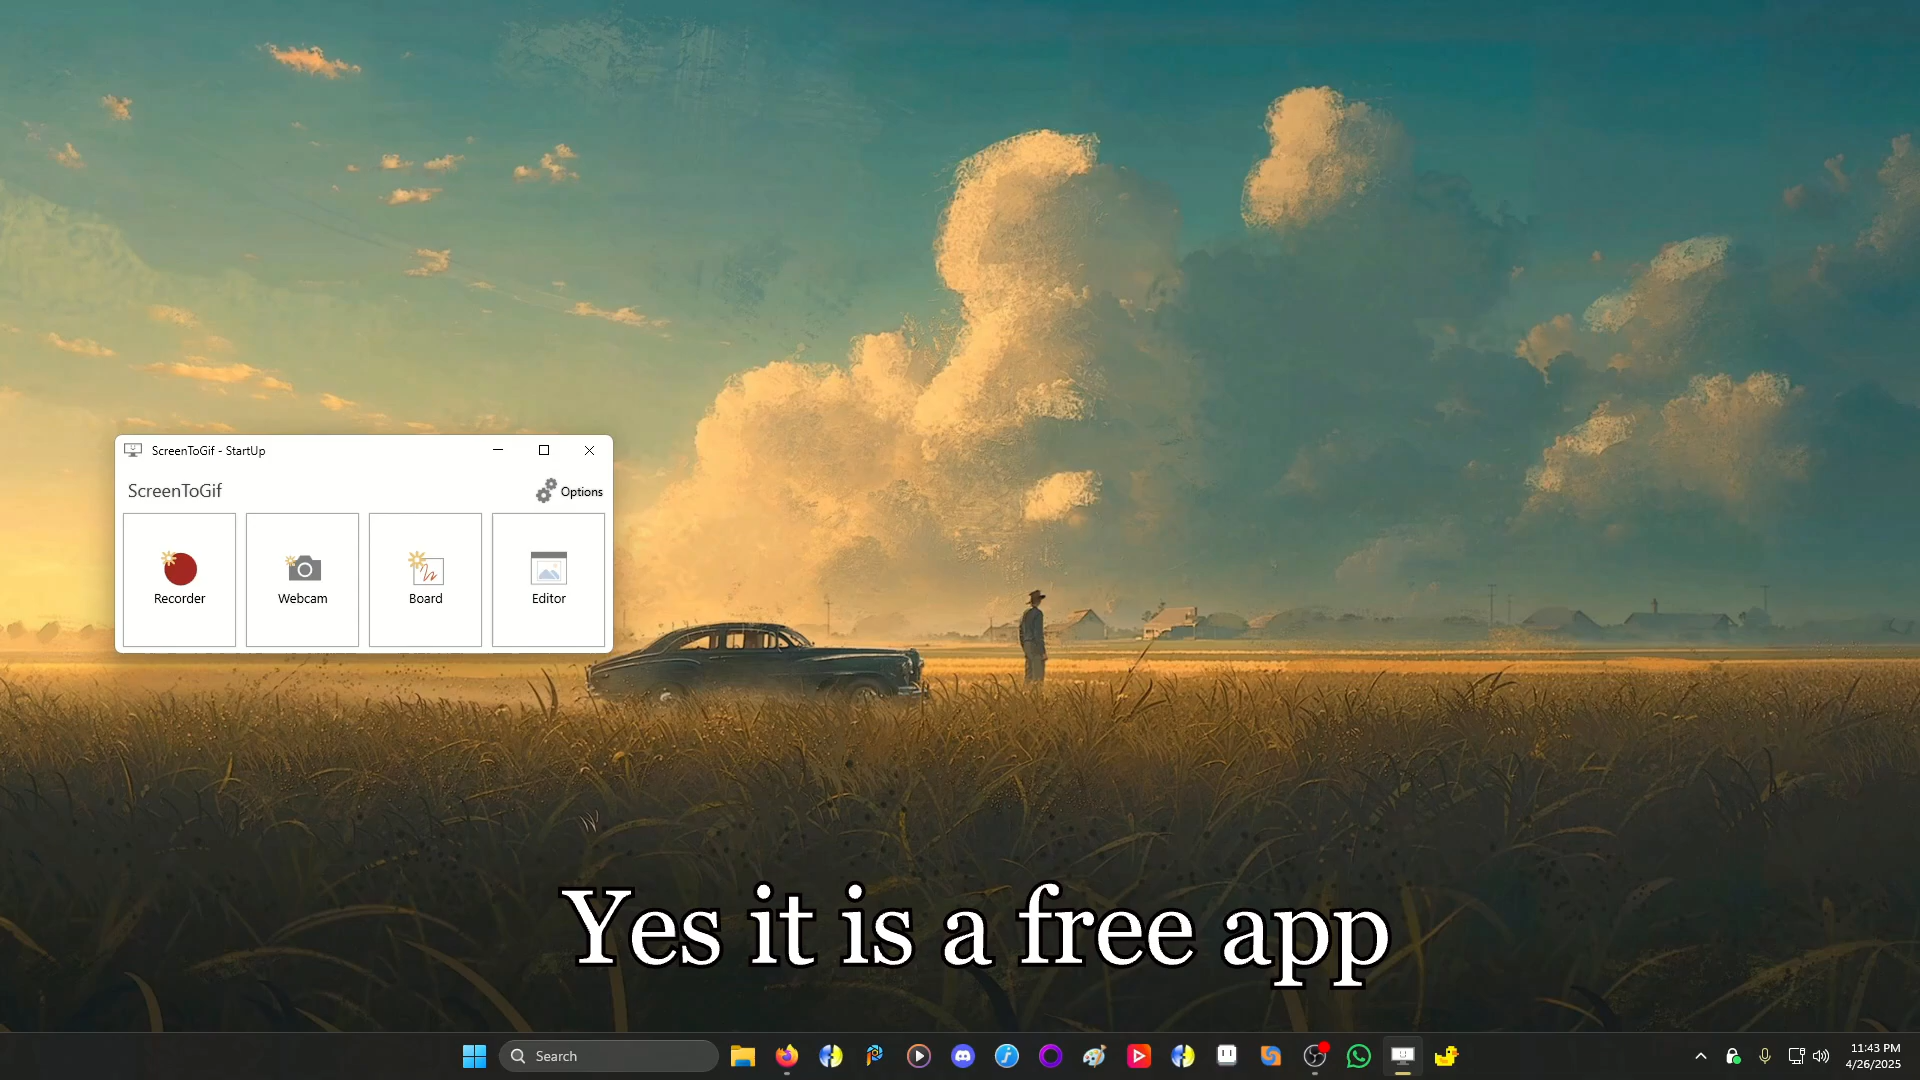 ScreenToGif - StartUp
ScreenToGif
Options
Recorder
Webcam
Board
Editor
Yes it is a free app
Search
11:43 PM
4/26/2025